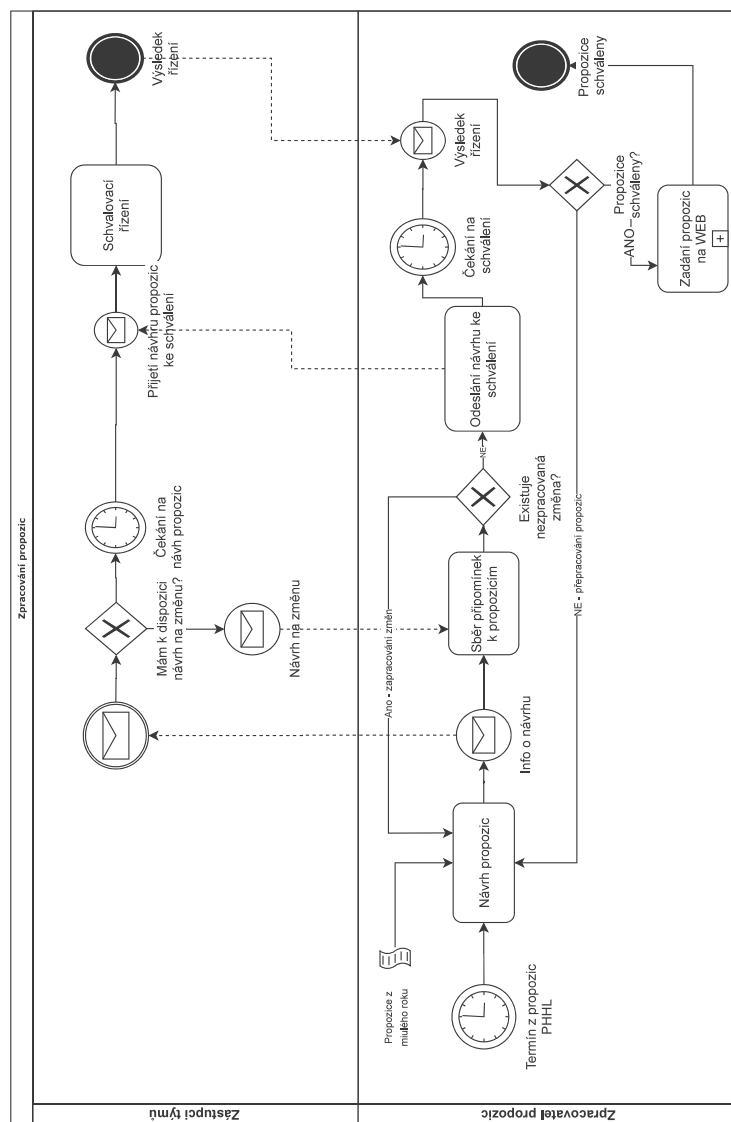 Zpracování propozic
Zástupci týmů
Mám k dispozici
návrh na změnu?
Návrh na změnu
Čekání na
návh propozic
Přijetí návhru propozic
ke schválení
Schvalovací
řízení
Výsledek
řízení
Zpracovatel propozic
Termín z propozic
PHHL
Propozice z
miulého roku
Návrh propozic
Info o návrhu
Sběr připomínek
k propozicím
Ano - zapracování změn
Existuje
nezpracovaná
změna?
NE
Odeslání návrhu ke
schválení
Čekání na
schválení
Výsledek
řízení
NE - přepracování propozic
Propozice
schváleny?
ANO
Zadání propozic
na WEB
Propozice
schváleny